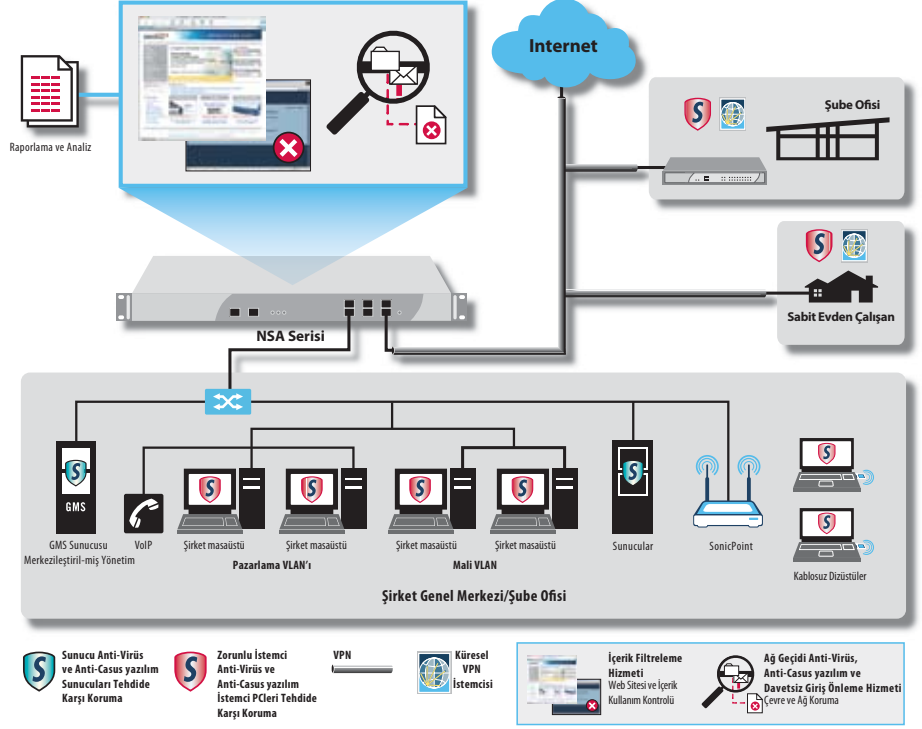 Internet
Şube Ofisi
Raporlama ve Analiz
Sabit Evden Çalışan
NSA Serisi
S
S
S
S
S
S
S
S
S
S
S
S
GMS
GMS Sunucusu
Merkezileştiril-miş Yönetim
VoIP
Şirket masaüstü
Şirket masaüstü
Pazarlama VLAN'ı
Şirket masaüstü
Şirket masaüstü
Mali VLAN
Sunucular
SonicPoint
Kablosuz Dizüstüler
Şirket Genel Merkezi/Şube Ofisi
Sunucu Anti-Virüs
ve Anti-Casus yazılım
Sunucuları Tehdide
Karşı Koruma
Zorunlu İstemci
Anti-Virüs ve
Anti-Casus yazılım
İstemci PCleri Tehdide
Karşı Koruma
VPN
Küresel
VPN
İstemcisi
İçerik Filtreleme
Hizmeti
Web Sitesi ve İçerik
Kullanım Kontrolü
Ağ Geçidi Anti-Virüs,
Anti-Casus yazılım ve
Davetsiz Giriş Önleme Hizmeti
Çevre ve Ağ Koruma